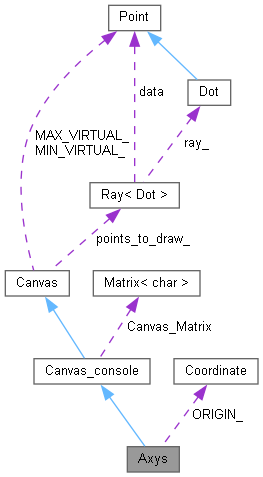 Point
data
Dot
MAX_VIRTUAL_
MIN_VIRTUAL_
ray_
Ray< Dot >
points_to_draw_
Canvas
Matrix< char >
Canvas_Matrix
Canvas_console
Coordinate
ORIGIN_
Axys